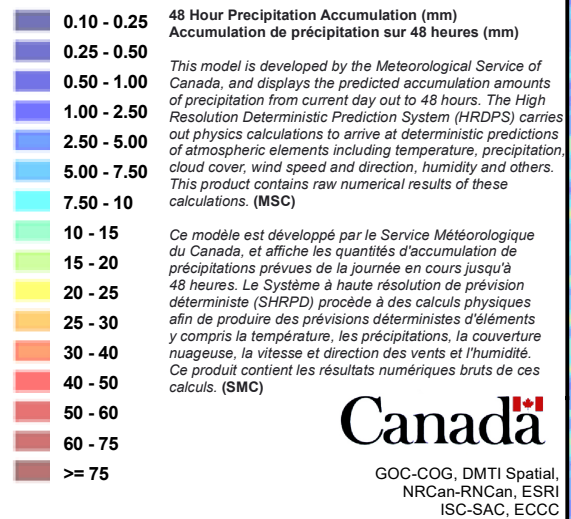 0.10 - 0.25
0.25 - 0.50
0.50 - 1.00
1.00 - 2.50
2.50 - 5.00
5.00 - 7.50
7.50 - 10
10 - 15
15 - 20
20 - 25
25 - 30
30 - 40
40 - 50
50 - 60
60 - 75
>= 75
48 Hour Precipitation Accumulation (mm)
Accumulation de précipitation sur 48 heures (mm)
This model is developed by the Meteorological Service of
Canada, and displays the predicted accumulation amounts
of precipitation from current day out to 48 hours. The High
Resolution Deterministic Prediction System (HRDPS) carries
out physics calculations to arrive at deterministic predictions
of atmospheric elements including temperature, precipitation,
cloud cover, wind speed and direction, humidity and others.
This product contains raw numerical results of these
calculations. (MSC)
Ce modèle est développé par le Service Météorologique
du Canada, et affiche les quantités d'accumulation de
précipitations prévues de la journée en cours jusqu'à
48 heures. Le Système à haute résolution de prévision
déterministe (SHRPD) procède à des calculs physiques
afin de produire des prévisions déterministes d'éléments
y compris la température, les précipitations, la couverture
nuageuse, la vitesse et direction des vents et l'humidité.
Ce produit contient les résultats numériques bruts de ces
calculs. (SMC)
Canada
GOC-COG, DMTI Spatial,
NRCan-RNCan, ESRI
ISC-SAC, ECCC